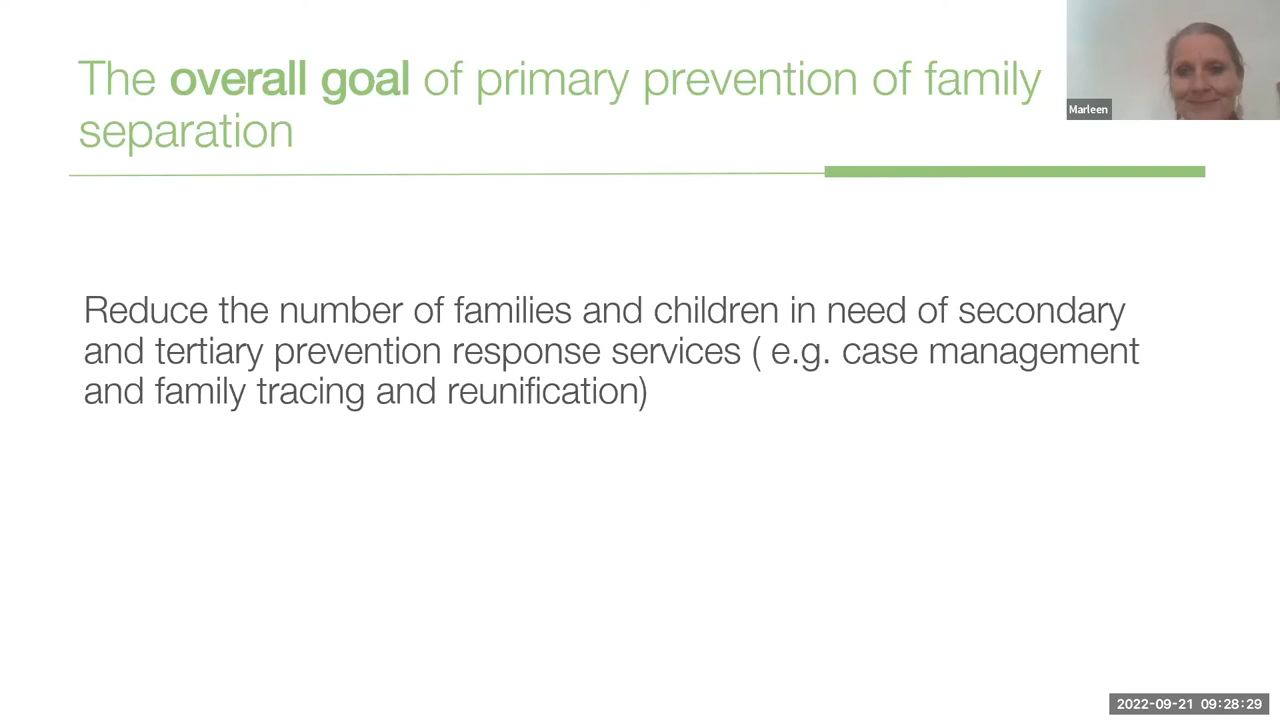 The overall goal of primary prevention of family
separation
Marleen
Reduce the number of families and children in need of secondary
and tertiary prevention response services ( e.g. case management
and family tracing and reunification)
2022-09-21 09:28:29